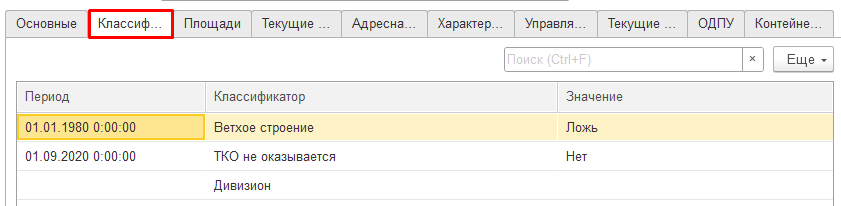 Основные Классиф... Площади Текущие ... Адресна... Характер... Управля... Текущие ... ОДПУ Контейне...
Поиск (Ctrl+F) × Еще
Период Классификатор Значение
01.01.1980 0:00:00 Ветхое строение Ложь
01.09.2020 0:00:00 ТКО не оказывается Нет
Дивизион